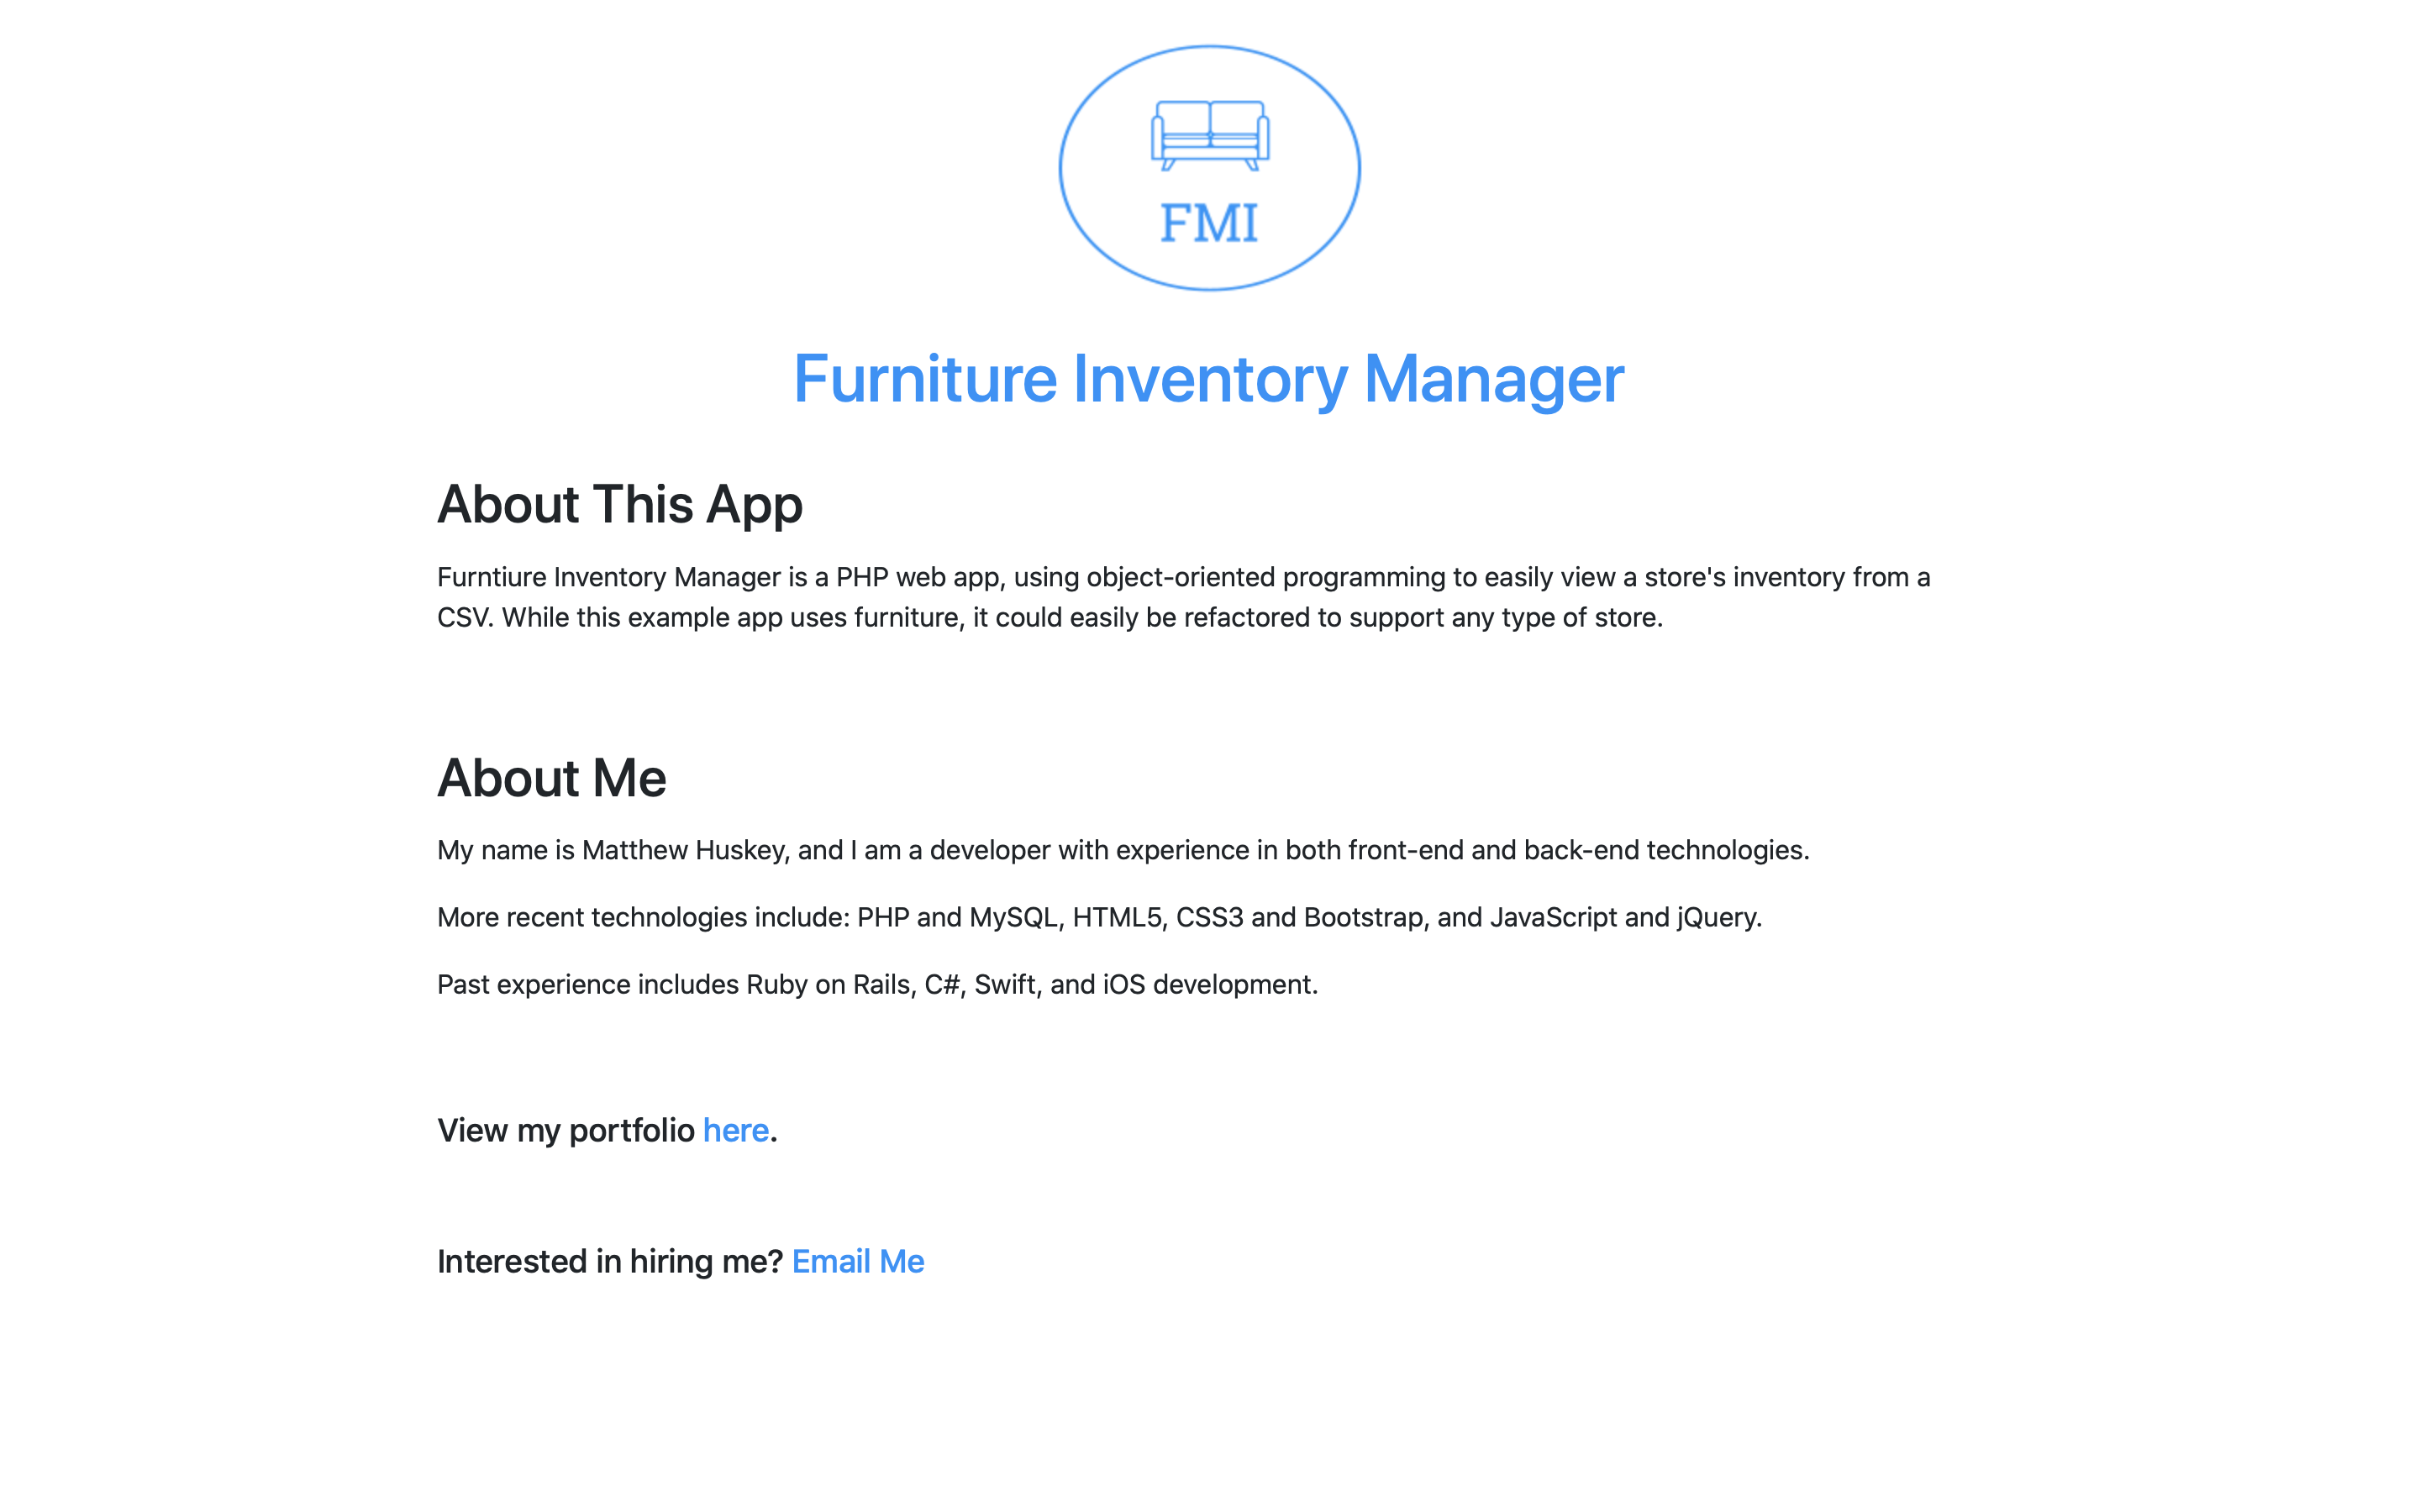 FMI
Furniture Inventory Manager
About This App
Furntiure Inventory Manager is a PHP web app, using object-oriented programming to easily view a store's inventory from a
CSV. While this example app uses furniture, it could easily be refactored to support any type of store.
About Me
My name is Matthew Huskey, and I am a developer with experience in both front-end and back-end technologies.
More recent technologies include: PHP and MySQL, HTML5, CSS3 and Bootstrap, and JavaScript and jQuery.
Past experience includes Ruby on Rails, C#, Swift, and iOS development.
View my portfolio here.
Interested in hiring me? Email Me